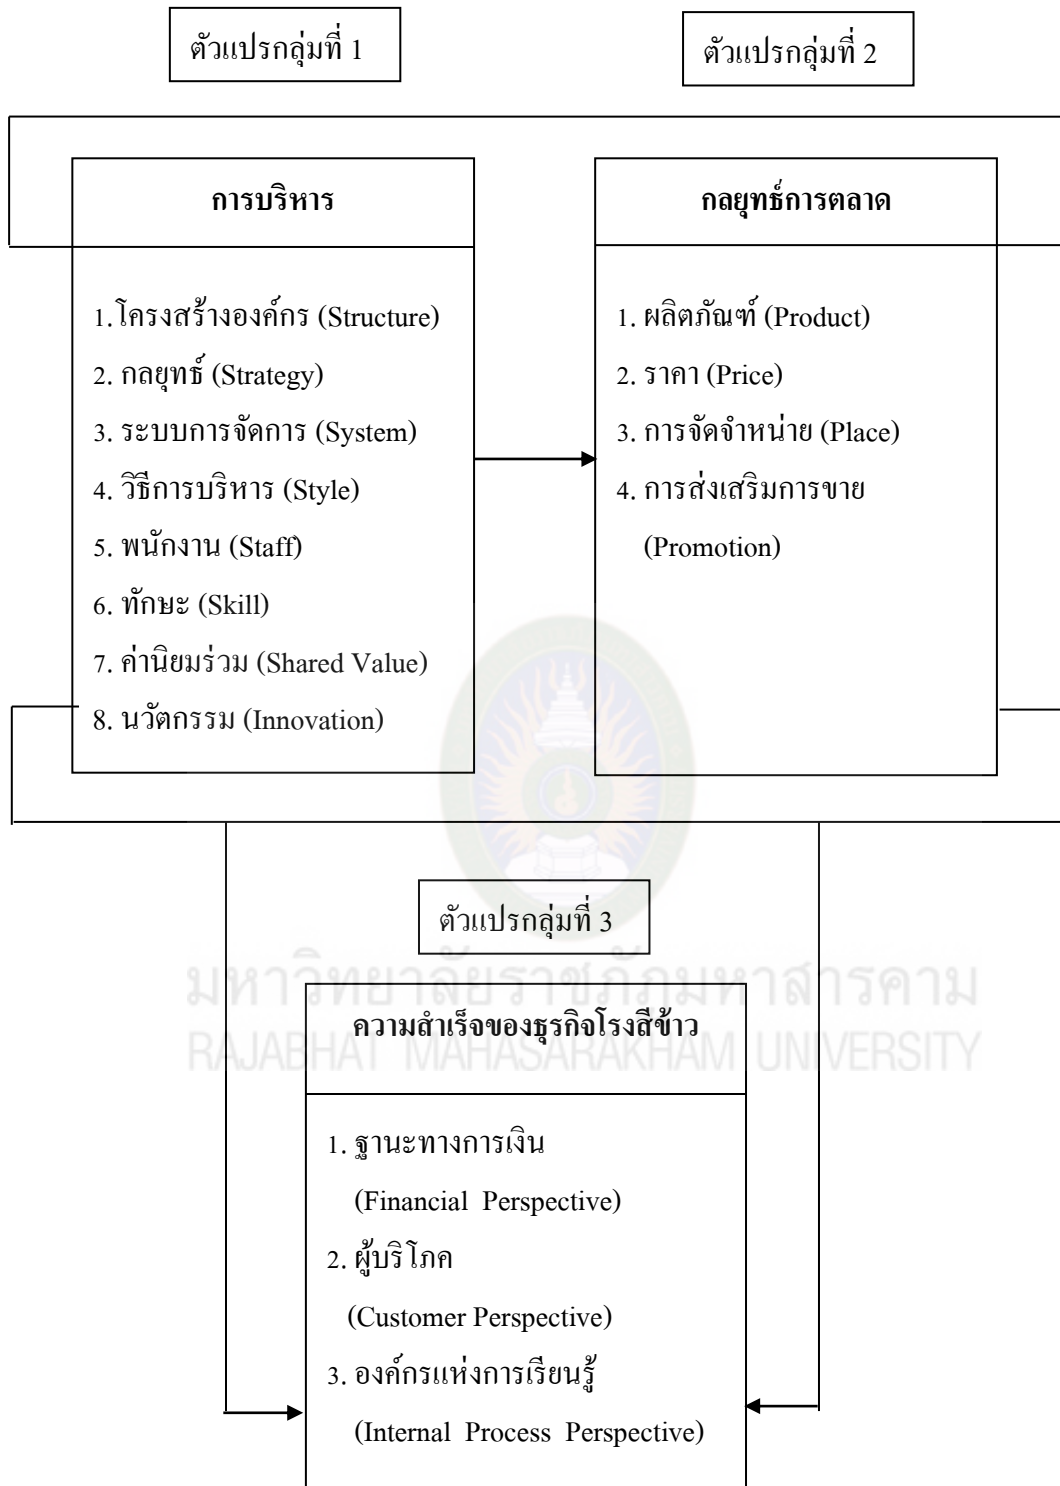 ตัวแปรกลุ่มที่ 1
ตัวแปรกลุ่มที่ 2
การบริหาร
1. โครงสร้างองค์กร (Structure)
2. กลยุทธ์ (Strategy)
3. ระบบการจัดการ (System)
4. วิธีการบริหาร (Style)
5. พนักงาน (Staff)
6. ทักษะ (Skill)
7. ค่านิยมร่วม (Shared Value)
8. นวัตกรรม (Innovation)
กลยุทธ์การตลาด
1. ผลิตภัณฑ์ (Product)
2. ราคา (Price)
3. การจัดจำหน่าย (Place)
4. การส่งเสริมการขาย
(Promotion)
ตัวแปรกลุ่มที่ 3
มหาวิทยาลัยราชภัฏมหาสารคาม
RAJABHAT MAHASARAKHAM UNIVERSITY
ความสำเร็จของธุรกิจโรงสีข้าว
1. ฐานะทางการเงิน
(Financial Perspective)
2. ผู้บริโภค
(Customer Perspective)
3. องค์กรแห่งการเรียนรู้
(Internal Process Perspective)